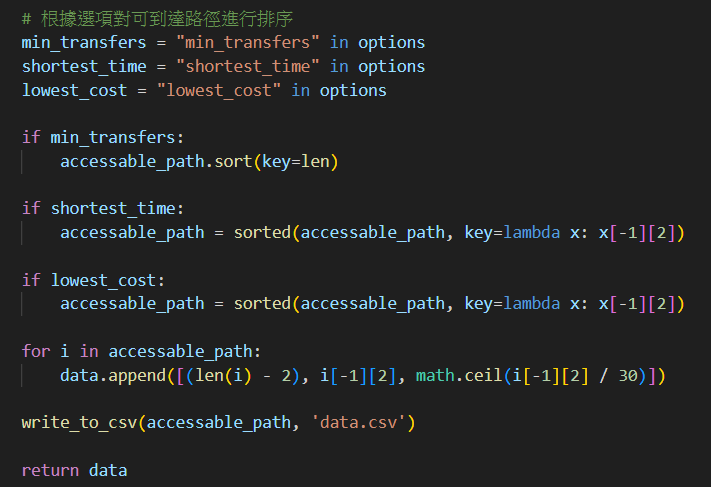 # 根據選項對可到達路徑進行排序
min_transfers = "min_transfers" in options
shortest_time = "shortest_time" in options
lowest_cost = "lowest_cost" in options
if min_transfers:
accessable_path.sort(key=len)
if shortest_time:
accessable_path = sorted(accessable_path, key=lambda x: x[-1][2])
if lowest_cost:
accessable_path = sorted(accessable_path, key=lambda x: x[-1][2])
for i in accessable_path:
data.append([(len(i) - 2), i[-1][2], math.ceil(i[-1][2] / 30)])
write_to_csv(accessable_path, 'data.csv')
return data